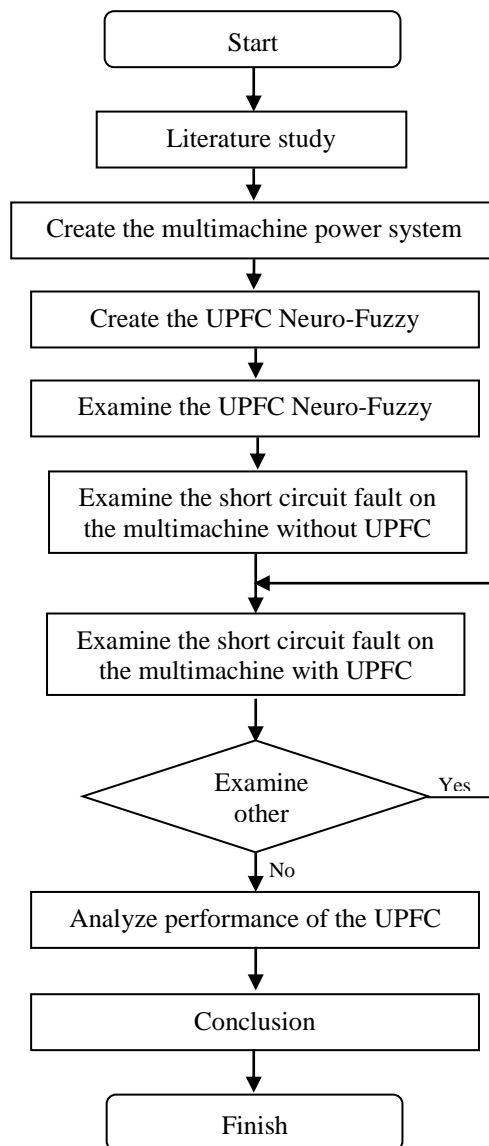 Start
Literature study
Create the multimachine power system
Create the UPFC Neuro-Fuzzy
Examine the UPFC Neuro-Fuzzy
Examine the short circuit fault on
the multimachine without UPFC
Examine the short circuit fault on
the multimachine with UPFC
Examine
other
Yes
No
Analyze performance of the UPFC
Conclusion
Finish